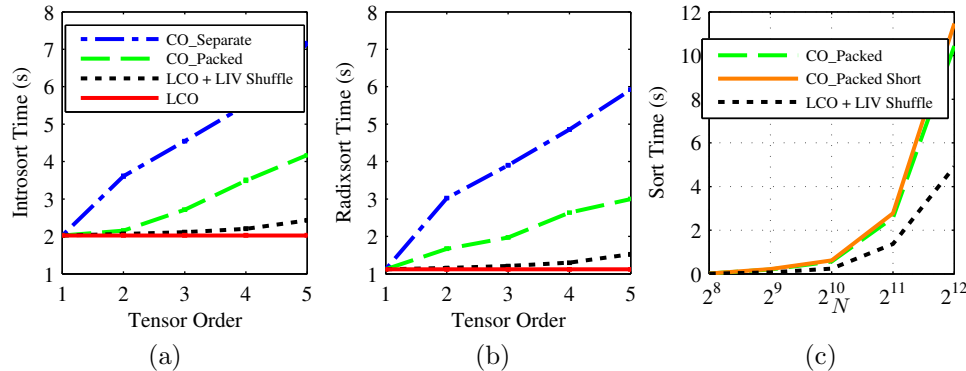 8
7
6
5
4
3
2
1
Introsort Time (s)
CO_Separate
CO_Packed
LCO + LIV Shuffle
LCO
1 2 3 4 5
Tensor Order
(a)
8
7
6
5
4
3
2
1
Radixsort Time (s)
1 2 3 4 5
Tensor Order
(b)
12
10
8
6
4
2
0
Sort Time (s)
CO_Packed
CO_Packed Short
LCO + LIV Shuffle
2^8 2^9 2^10 2^11 2^12
N
(c)